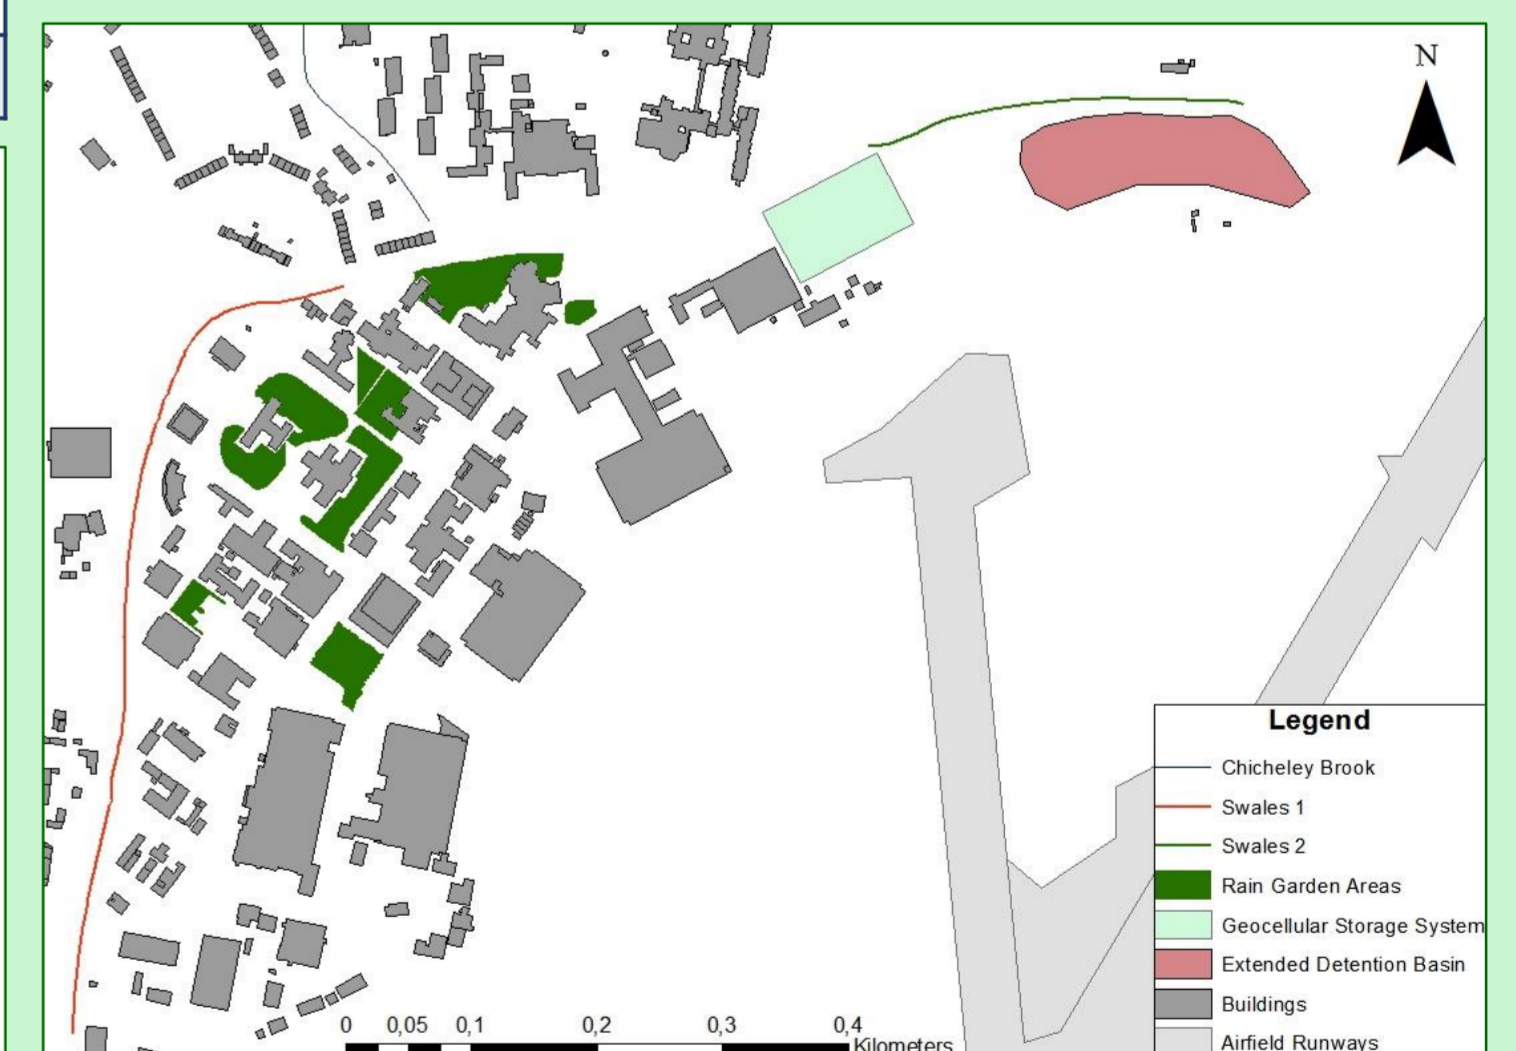 N
Legend
Chicheley Brook
Swales 1
Swales 2
Rain Garden Areas
Geocellular Storage System
Extended Detention Basin
Buildings
Airfield Runways
0 0,05 0,1 0,2 0,3 0,4
Kilometers